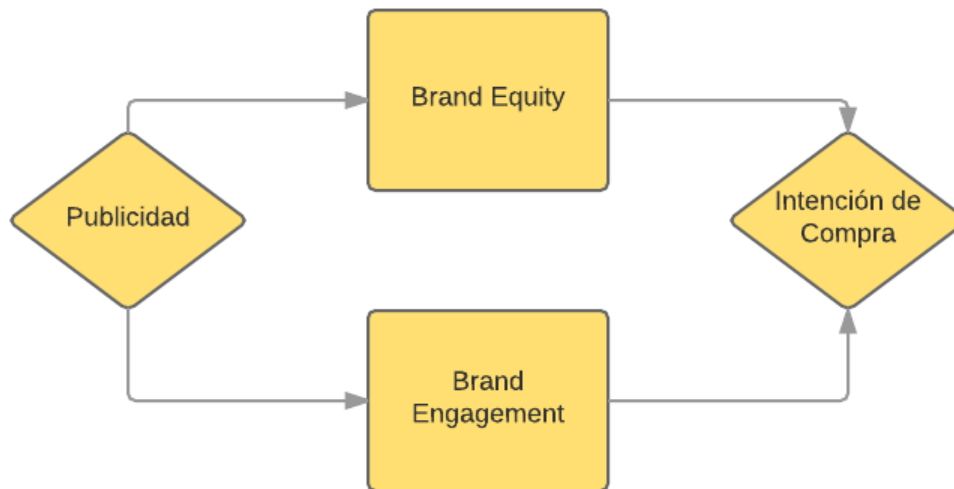 Brand Equity
Publicidad
Intención de
Compra
Brand
Engagement